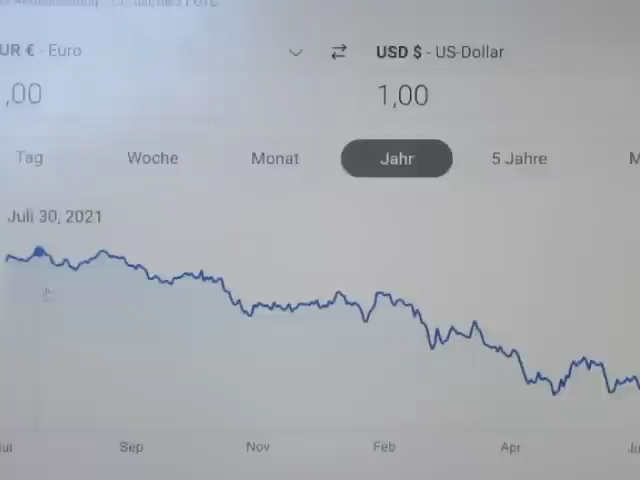 UR € - Euro USD $ - US-Dollar
,00 1,00
Tag Woche Monat Jahr 5 Jahre M
Juli 30, 2021
Sep Nov Feb Apr